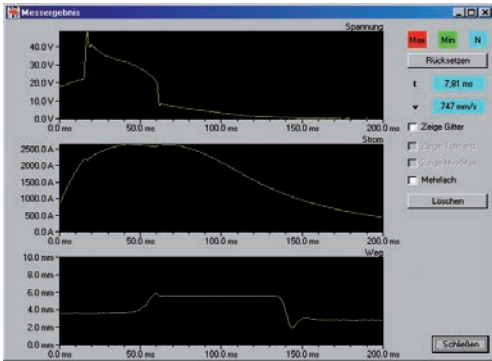 Messergebnis
Spannung
40.0 V
30.0 V
20.0 V
10.0 V
0.0 V
0.0 ms 50.0 ms 100.0 ms 150.0 ms 200.0 ms
Strom
2500.0 A
2000.0 A
1500.0 A
1000.0 A
500.0 A
0.0 A
0.0 ms 50.0 ms 100.0 ms 150.0 ms 200.0 ms
Weg
10.0 mm
8.0 mm
6.0 mm
4.0 mm
2.0 mm
0.0 mm
0.0 ms 50.0 ms 100.0 ms 150.0 ms 200.0 ms
Max Min N
Rücksetzen
t 7,81 ms
v 747 mm/s
Zeige Gitter
Zeige Toleranz
Zeige Min/Max
Mehrfach
Löschen
Schließen